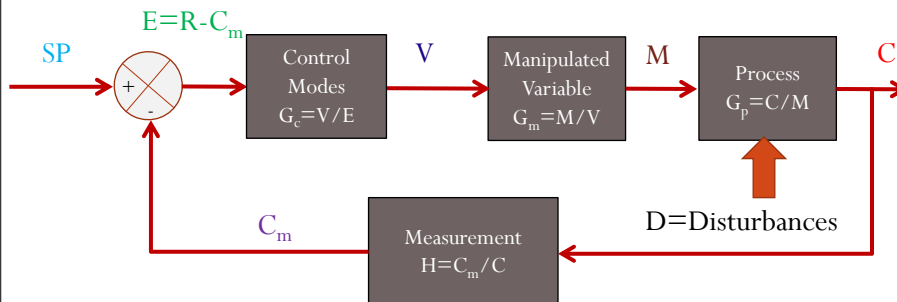 E=R-Cm
SP
+
-
Control
Modes
Gc=V/E
V
Manipulated
Variable
Gm=M/V
M
Process
Gp=C/M
C
D=Disturbances
Cm
Measurement
H=Cm/C